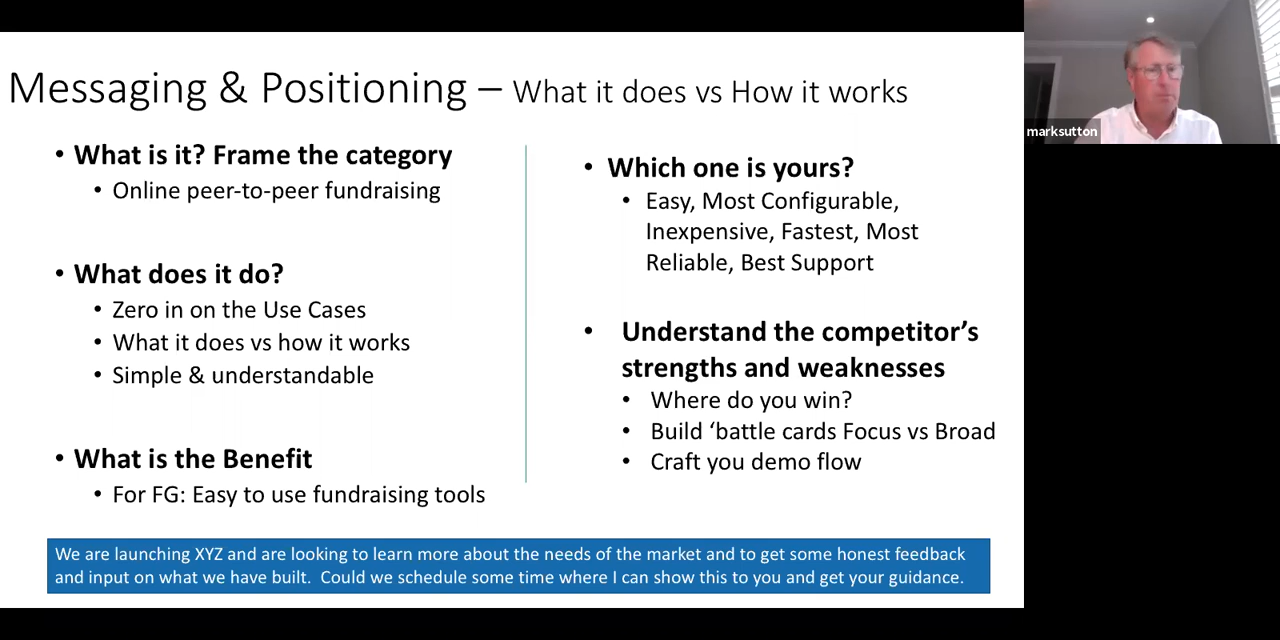 Messaging & Positioning – What it does vs How it works
• What is it? Frame the category
• Online peer-to-peer fundraising
• What does it do?
• Zero in on the Use Cases
• What it does vs how it works
• Simple & understandable
• What is the Benefit
• For FG: Easy to use fundraising tools
• Which one is yours?
• Easy, Most Configurable,
Inexpensive, Fastest, Most
Reliable, Best Support
• Understand the competitor’s
strengths and weaknesses
• Where do you win?
• Build ‘battle cards Focus vs Broad
• Craft you demo flow
We are launching XYZ and are looking to learn more about the needs of the market and to get some honest feedback
and input on what we have built.  Could we schedule some time where I can show this to you and get your guidance.
marksutton